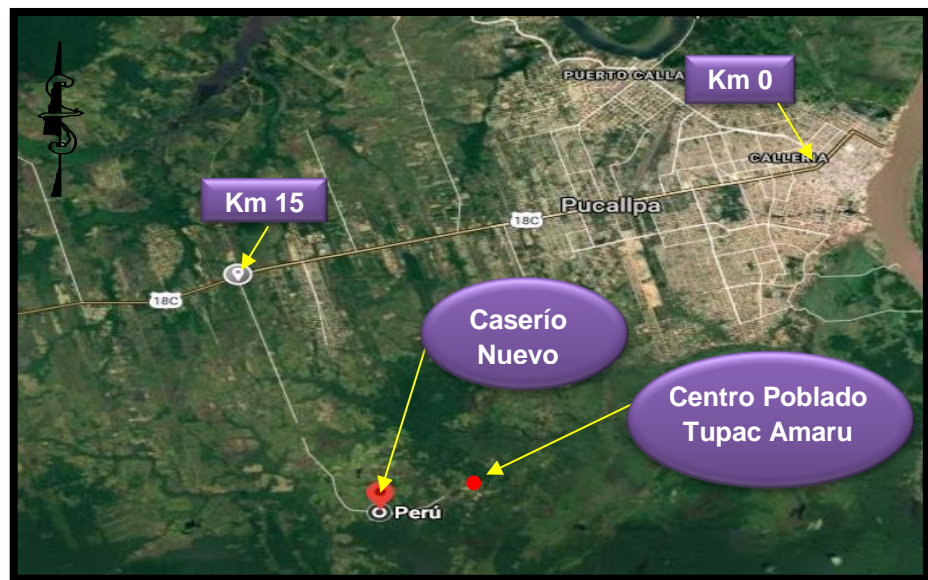 PUERTO CALLA
Km 0
CALLERIA
Km 15
Pucallpa
18C
18C
Caserío
Nuevo
Centro Poblado
Tupac Amaru
Perú